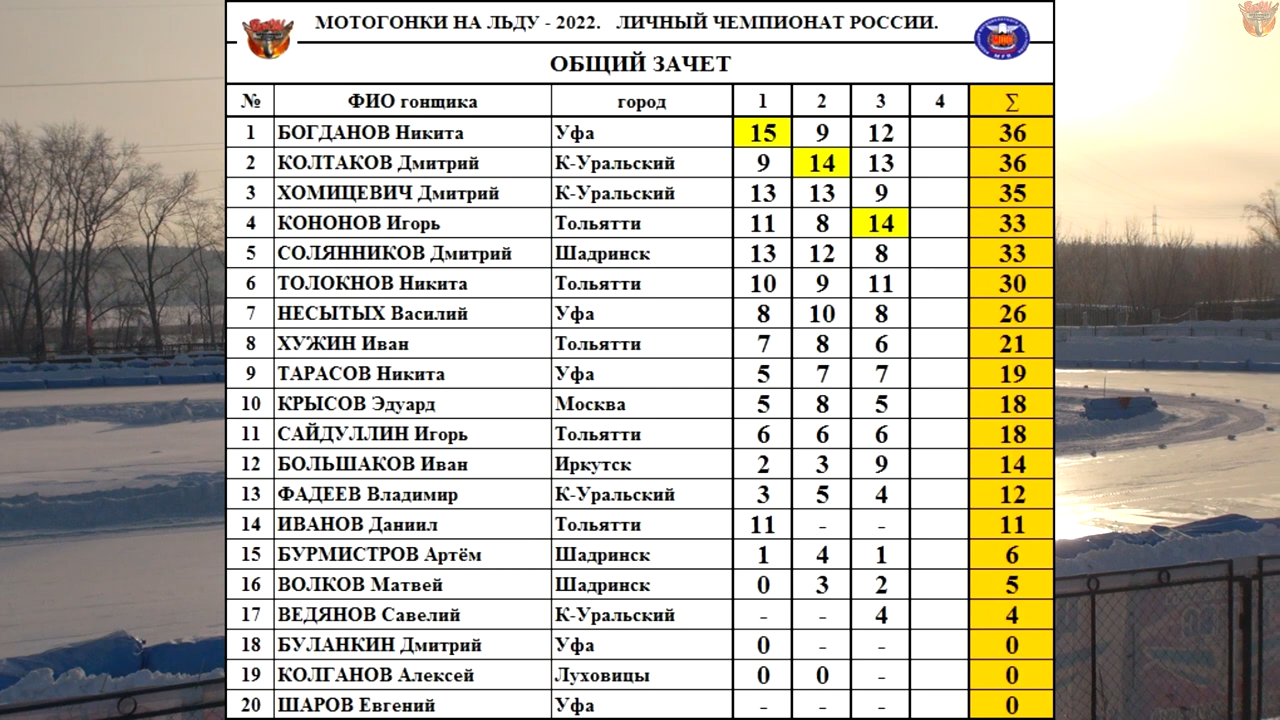 МОТОГОНКИ НА ЛЬДУ - 2022. ЛИЧНЫЙ ЧЕМПИОНАТ РОССИИ.
ОБЩИЙ ЗАЧЕТ
№ ФИО гонщика город 1 2 3 4 ∑
1 БОГДАНОВ Никита Уфа 15 9 12 36
2 КОЛТАКОВ Дмитрий К-Уральский 9 14 13 36
3 ХОМИЦЕВИЧ Дмитрий К-Уральский 13 13 9 35
4 КОНОНОВ Игорь Тольятти 11 8 14 33
5 СОЛЯННИКОВ Дмитрий Шадринск 13 12 8 33
6 ТОЛОКНОВ Никита Тольятти 10 9 11 30
7 НЕСЫТЫХ Василий Уфа 8 10 8 26
8 ХУЖИН Иван Тольятти 7 8 6 21
9 ТАРАСОВ Никита Уфа 5 7 7 19
10 КРЫСОВ Эдуард Москва 5 8 5 18
11 САЙДУЛЛИН Игорь Тольятти 6 6 6 18
12 БОЛЬШАКОВ Иван Иркутск 2 3 9 14
13 ФАДЕЕВ Владимир К-Уральский 3 5 4 12
14 ИВАНОВ Даниил Тольятти 11 - - 11
15 БУРМИСТРОВ Артём Шадринск 1 4 1 6
16 ВОЛКОВ Матвей Шадринск 0 3 2 5
17 ВЕДЯНОВ Савелий К-Уральский - - 4 4
18 БУЛАНКИН Дмитрий Уфа 0 - - 0
19 КОЛГАНОВ Алексей Луховицы 0 0 - 0
20 ШАРОВ Евгений Уфа - - - 0